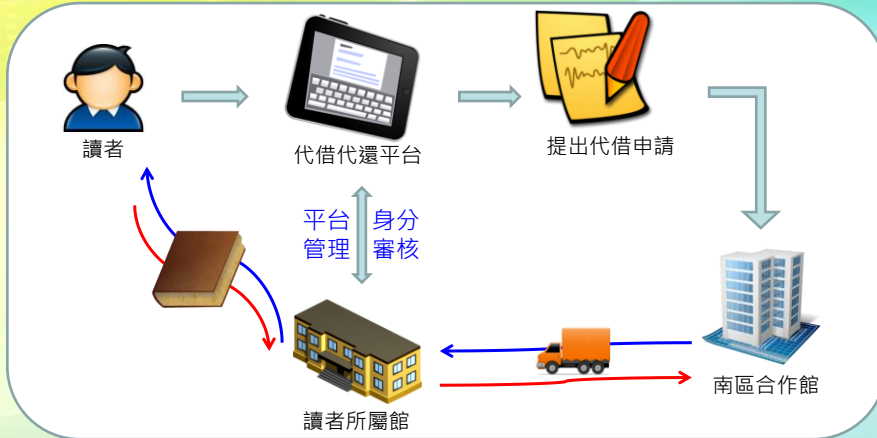 讀者
代借代還平台
提出代借申請
平台
管理
身分
審核
讀者所屬館
南區合作館